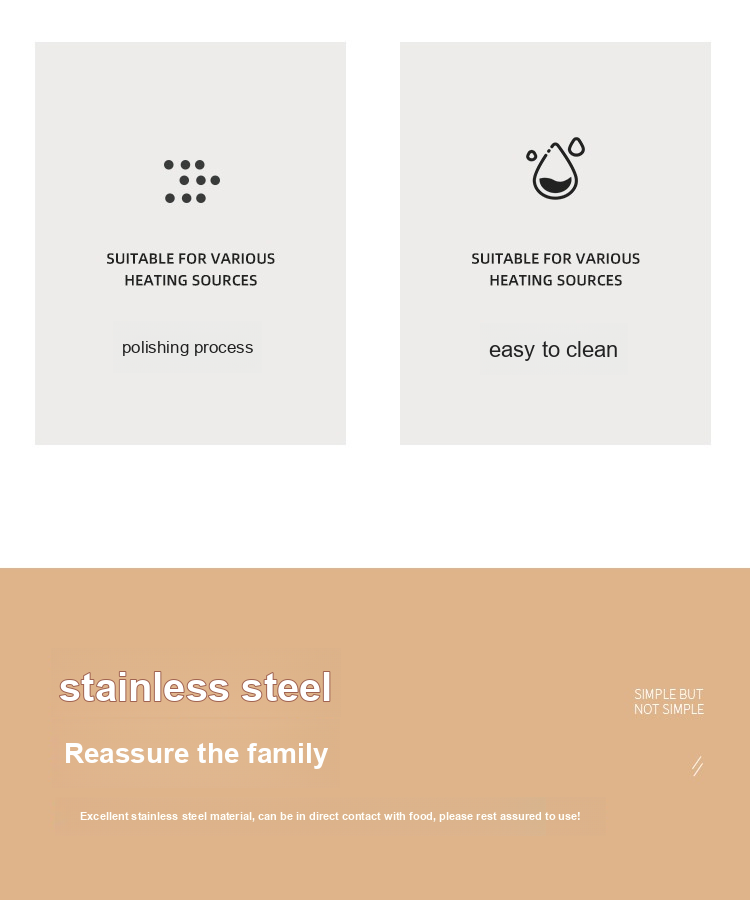 SUITABLE FOR VARIOUS
HEATING SOURCES
polishing process
SUITABLE FOR VARIOUS
HEATING SOURCES
easy to clean
stainless steel
Reassure the family
Excellent stainless steel material, can be in direct contact with food, please rest assured to use!
SIMPLE BUT
NOT SIMPLE